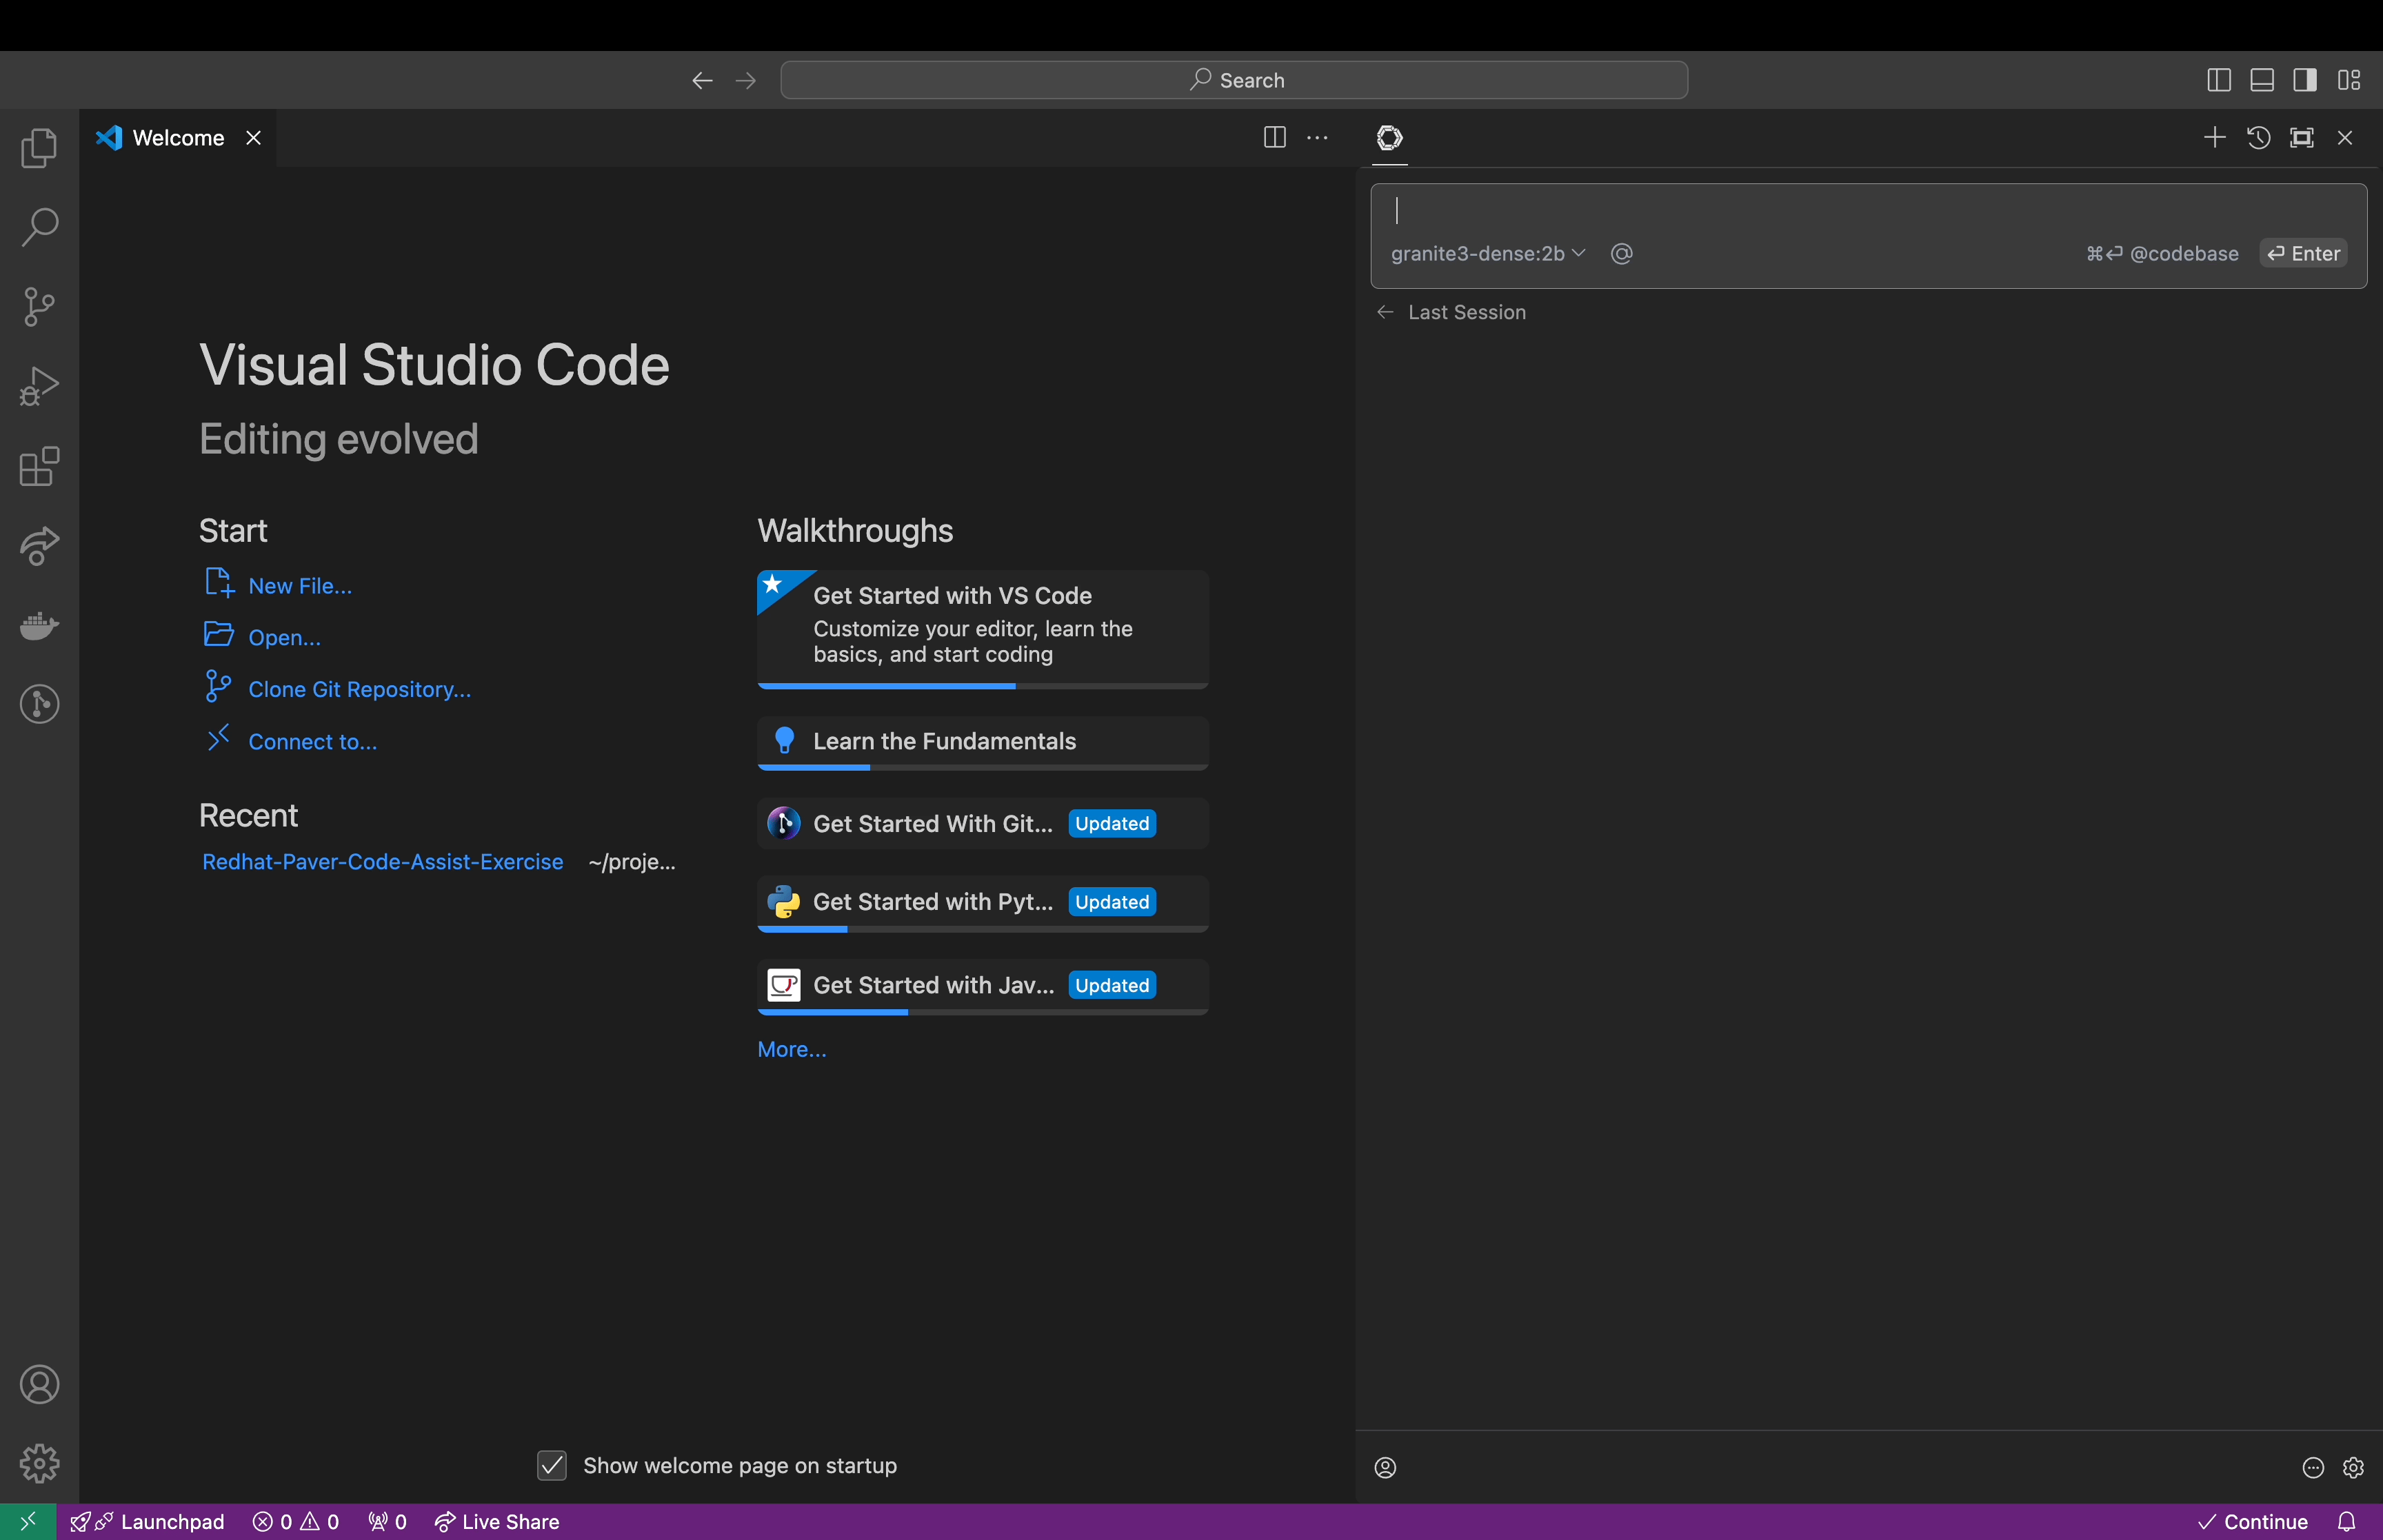 Search
Welcome
granite3-dense:2b
⌘⏎ @codebase
⏎ Enter
Last Session
Visual Studio Code
Editing evolved
Start
New File...
Open...
Clone Git Repository...
Connect to...
Recent
Redhat-Paver-Code-Assist-Exercise ~/proje...
Walkthroughs
Get Started with VS Code
Customize your editor, learn the
basics, and start coding
Learn the Fundamentals
Get Started With Git... Updated
Get Started with Pyt... Updated
Get Started with Jav... Updated
More...
Show welcome page on startup
Launchpad 0 0 0 Live Share Continue